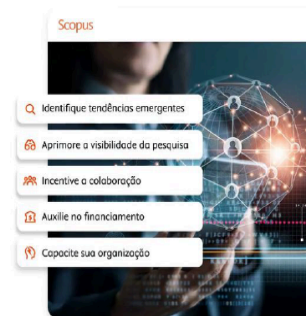 Scopus
Identifique tendências emergentes
Aprimore a visibilidade da pesquisa
Incentive a colaboração
Auxilie no financiamento
Capacite sua organização